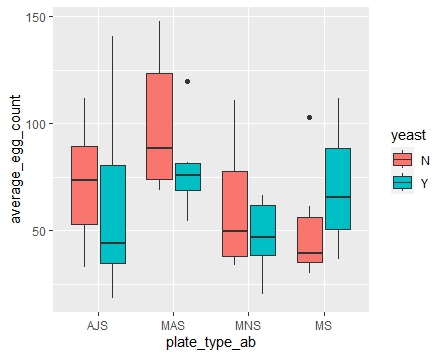 150
100
50
average_egg_count
AJS MAS MNS MS
plate_type_ab
yeast
N
Y